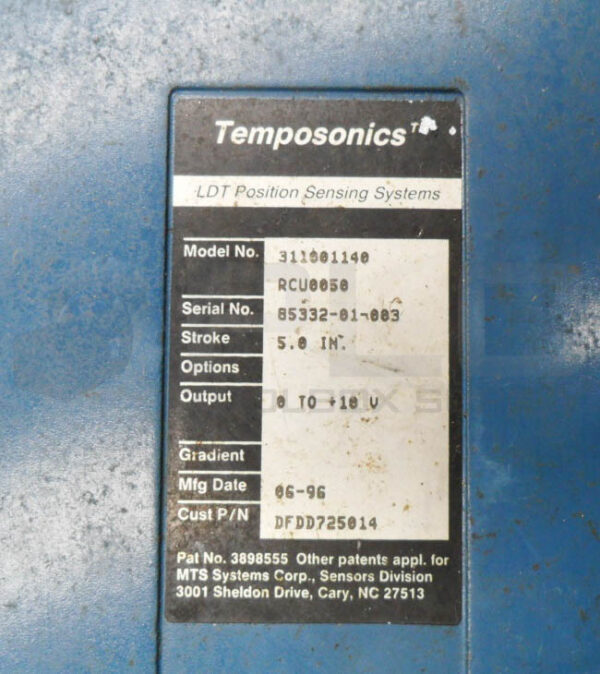 Temposonics™
LDT Position Sensing Systems
Model No. 311001140
RCU0050
Serial No. 85332-01-003
Stroke 5.0 IN.
Options
Output 0 TO +10 V
Gradient
Mfg Date 06-96
Cust P/N DFDD725014
Pat No. 3898555 Other patents appl. for
MTS Systems Corp., Sensors Division
3001 Sheldon Drive, Cary, NC 27513